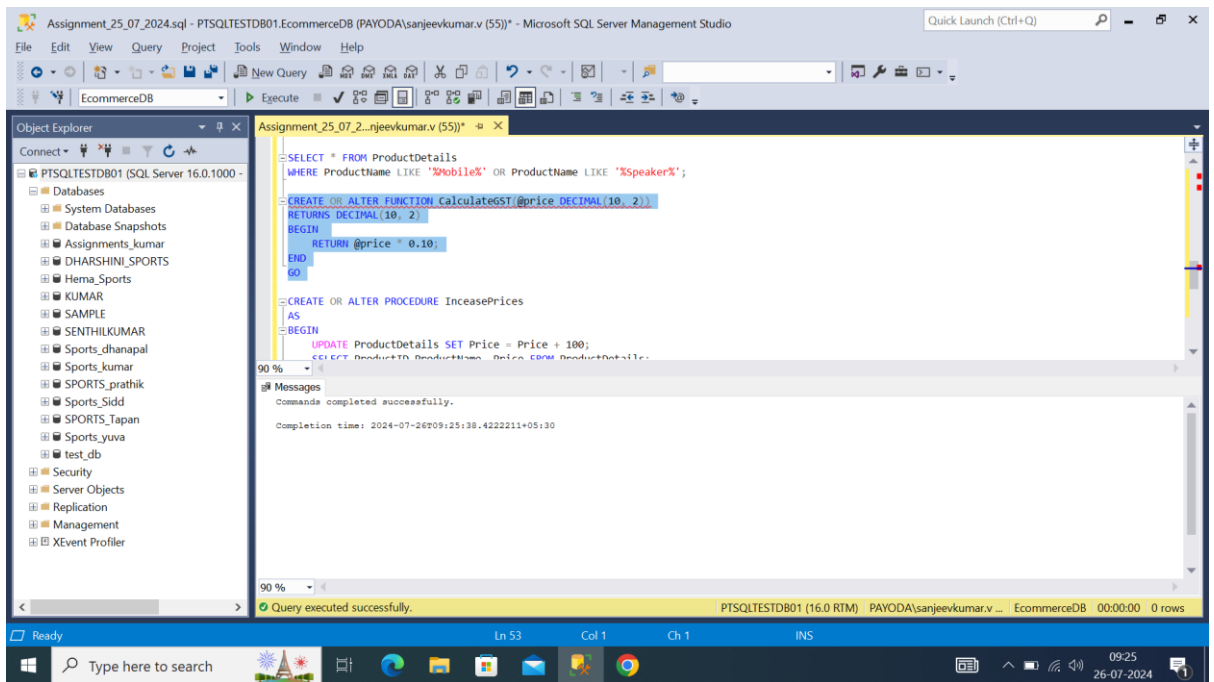 Assignment_25_07_2024.sql - PTSQLTESTDB01.EcommerceDB (PAYODA\sanjeevkumar.v (55))* - Microsoft SQL Server Management Studio
Quick Launch (Ctrl+Q)
File Edit View Query Project Tools Window Help
New Query
EcommerceDB
Execute
Object Explorer
Connect
PTSQLTESTDB01 (SQL Server 16.0.1000 -
Databases
System Databases
Database Snapshots
Assignments_kumar
DHARSHINI_SPORTS
Hema_Sports
KUMAR
SAMPLE
SENTHILKUMAR
Sports_dhanapal
Sports_kumar
SPORTS_prathik
Sports_Sidd
SPORTS_Tapan
Sports_yuva
test_db
Security
Server Objects
Replication
Management
XEvent Profiler
Assignment_25_07_2...njeevkumar.v (55))*
SELECT * FROM ProductDetails
WHERE ProductName LIKE '%Mobile%' OR ProductName LIKE '%Speaker%';
CREATE OR ALTER FUNCTION CalculateGST(@price DECIMAL(10, 2))
RETURNS DECIMAL(10, 2)
BEGIN
RETURN @price * 0.10;
END
GO
CREATE OR ALTER PROCEDURE InceasePrices
AS
BEGIN
UPDATE ProductDetails SET Price = Price + 100;
SELECT ProductID, ProductName, Price FROM ProductDetails;
90 %
Messages
Commands completed successfully.
Completion time: 2024-07-26T09:25:38.4222211+05:30
90 %
Query executed successfully.
PTSQLTESTDB01 (16.0 RTM) PAYODA\sanjeevkumar.v ... EcommerceDB 00:00:00 0 rows
Ready Ln 53 Col 1 Ch 1 INS
Type here to search
09:25
26-07-2024
1